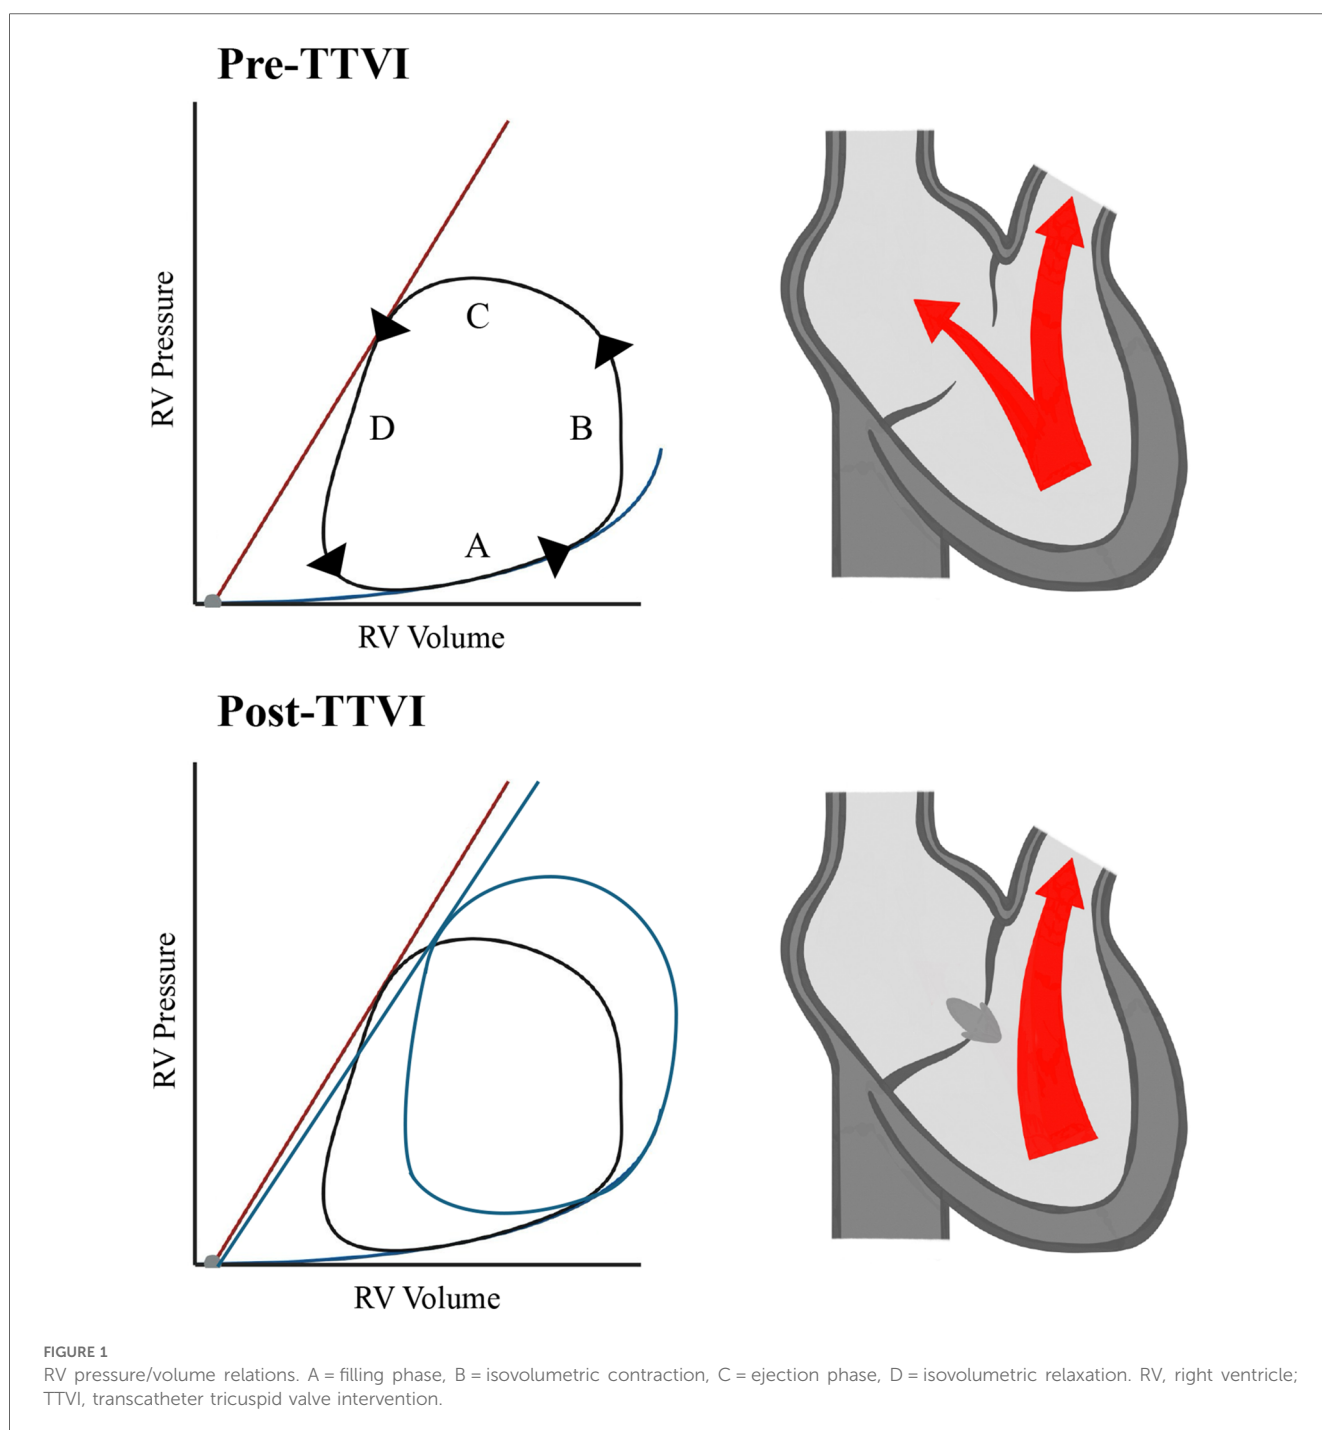 Pre-TTVI
RV Pressure
C
D
B
A
RV Volume
Post-TTVI
RV Pressure
RV Volume
FIGURE 1
RV pressure/volume relations. A = filling phase, B = isovolumetric contraction, C = ejection phase, D = isovolumetric relaxation. RV, right ventricle;
TTVI, transcatheter tricuspid valve intervention.